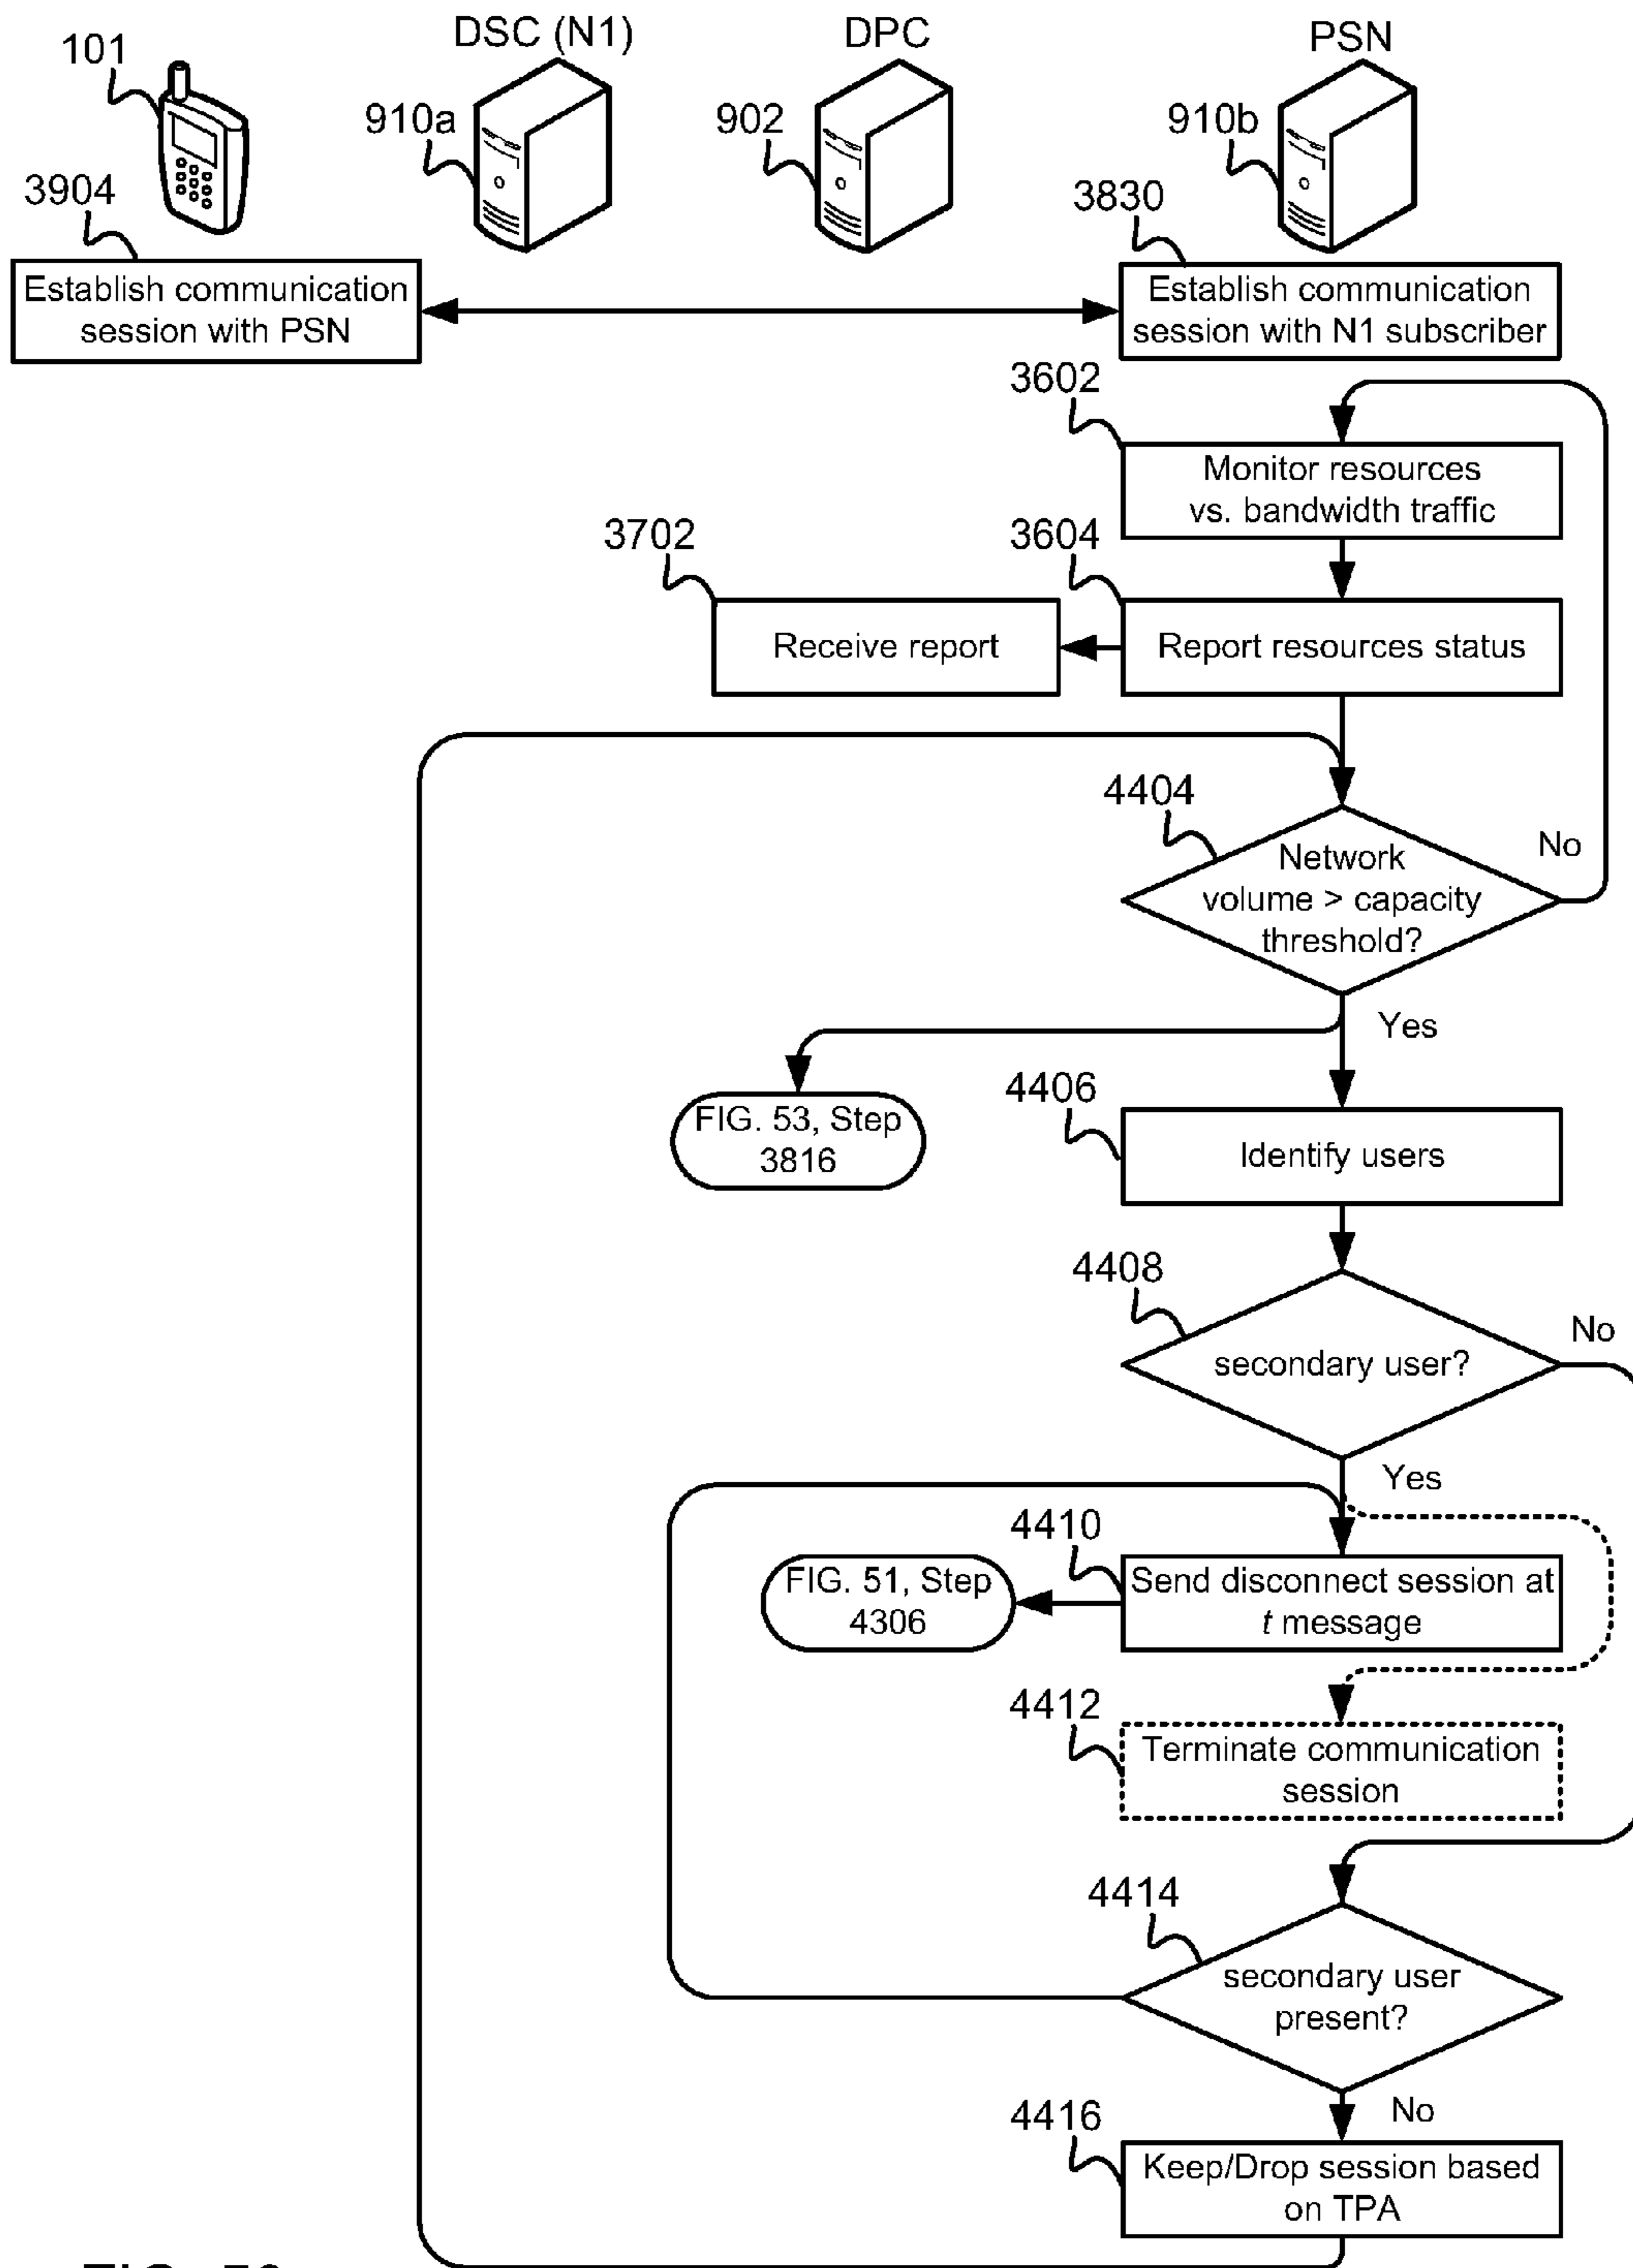 DSC (N1)
DPC
PSN
101
910a
902
910b
3904
3830
Establish communication
session with PSN
Establish communication
session with N1 subscriber
3602
Monitor resources
vs. bandwidth traffic
3702
3604
Receive report
Report resources status
4404
Network
volume > capacity
threshold?
No
Yes
FIG. 53, Step
3816
4406
Identify users
4408
secondary user?
No
Yes
4410
FIG. 51, Step
4306
Send disconnect session at
t message
4412
Terminate communication
session
4414
secondary user
present?
No
4416
Keep/Drop session based
on TPA